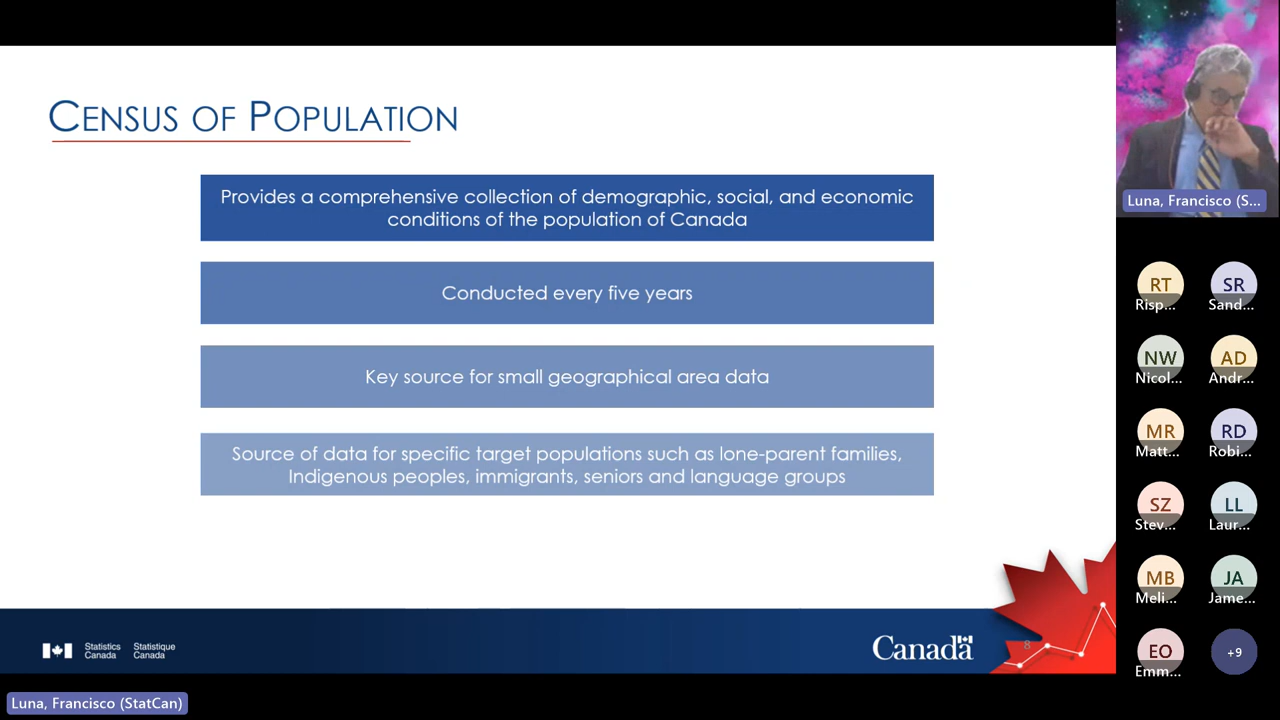 CENSUS OF POPULATION
Provides a comprehensive collection of demographic, social, and economic
conditions of the population of Canada
Conducted every five years
Key source for small geographical area data
Source of data for specific target populations such as lone-parent families,
Indigenous peoples, immigrants, seniors and language groups
Statistics
Canada
Statistique
Canada
Canada
8
Luna, Francisco (StatCan)
Luna, Francisco (S...
RT
Risp...
SR
Sand...
NW
Nicol...
AD
Andr...
MR
Matt...
RD
Robi...
SZ
Stev...
LL
Laur...
MB
Meli...
JA
Jame...
EO
Emm...
+9